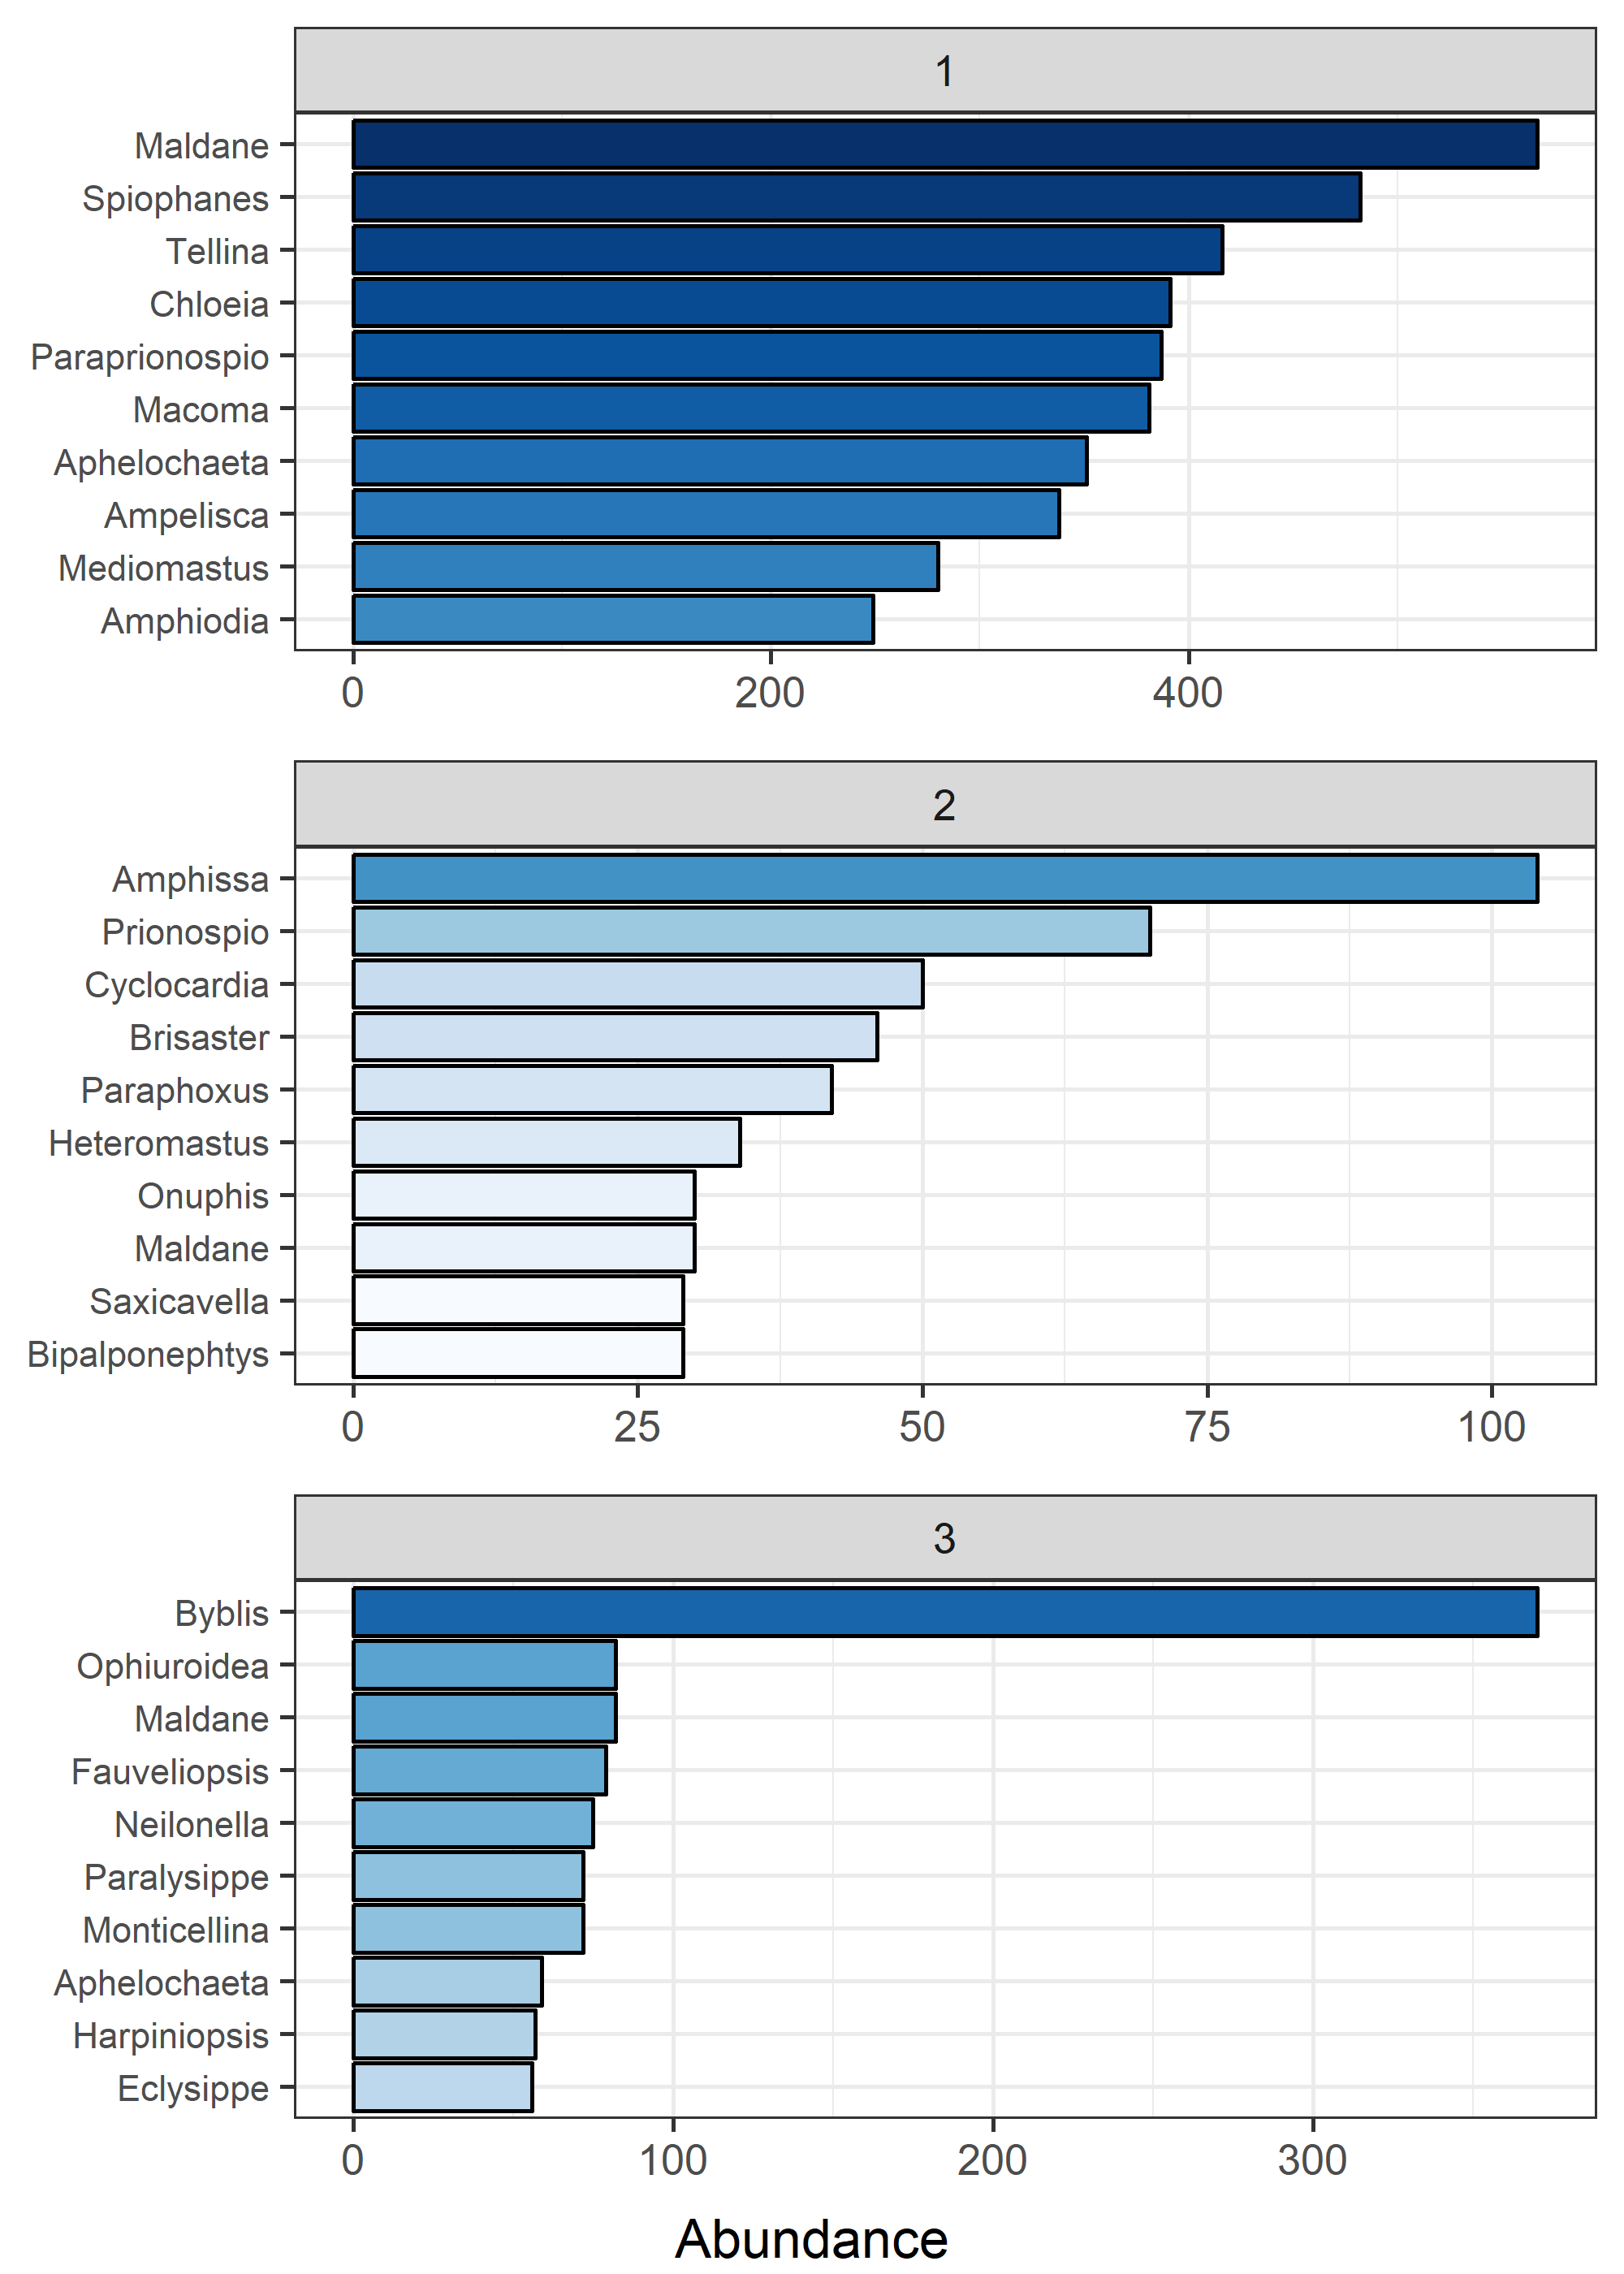 1
Maldane
Spiophanes
Tellina
Chloeia
Paraprionospio
Macoma
Aphelochaeta
Ampelisca
Mediomastus
Amphiodia
0 200 400
2
Amphissa
Prionospio
Cyclocardia
Brisaster
Paraphoxus
Heteromastus
Onuphis
Maldane
Saxicavella
Bipalponephtys
0 25 50 75 100
3
Byblis
Ophiuroidea
Maldane
Fauveliopsis
Neilonella
Paralysippe
Monticellina
Aphelochaeta
Harpiniopsis
Eclysippe
0 100 200 300
Abundance